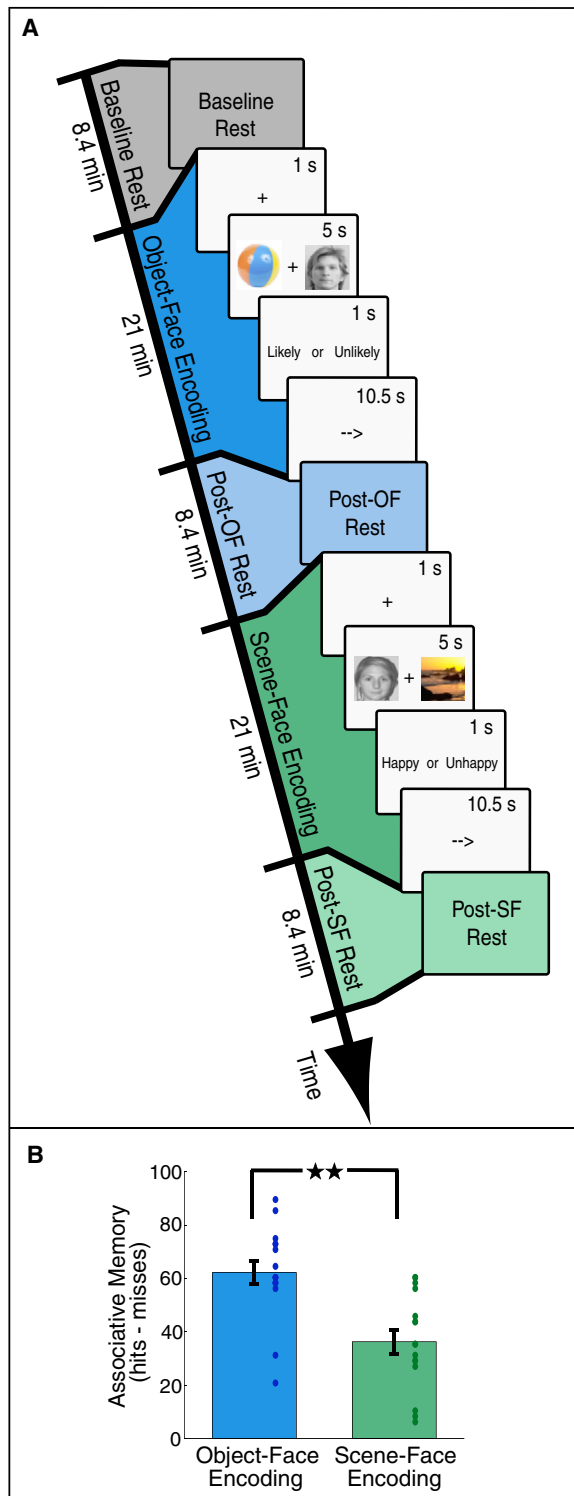 A
Baseline Rest
8.4 min
Baseline
Rest
1 s
+
Object-Face Encoding
21 min
5 s
+
1 s
Likely or Unlikely
10.5 s
-->
Post-OF Rest
8.4 min
Post-OF
Rest
1 s
+
Scene-Face Encoding
21 min
5 s
+
1 s
Happy or Unhappy
10.5 s
-->
Post-SF Rest
8.4 min
Post-SF
Rest
Time
B
Associative Memory
(hits - misses)
100
80
60
40
20
0
★★
Object-Face
Encoding
Scene-Face
Encoding